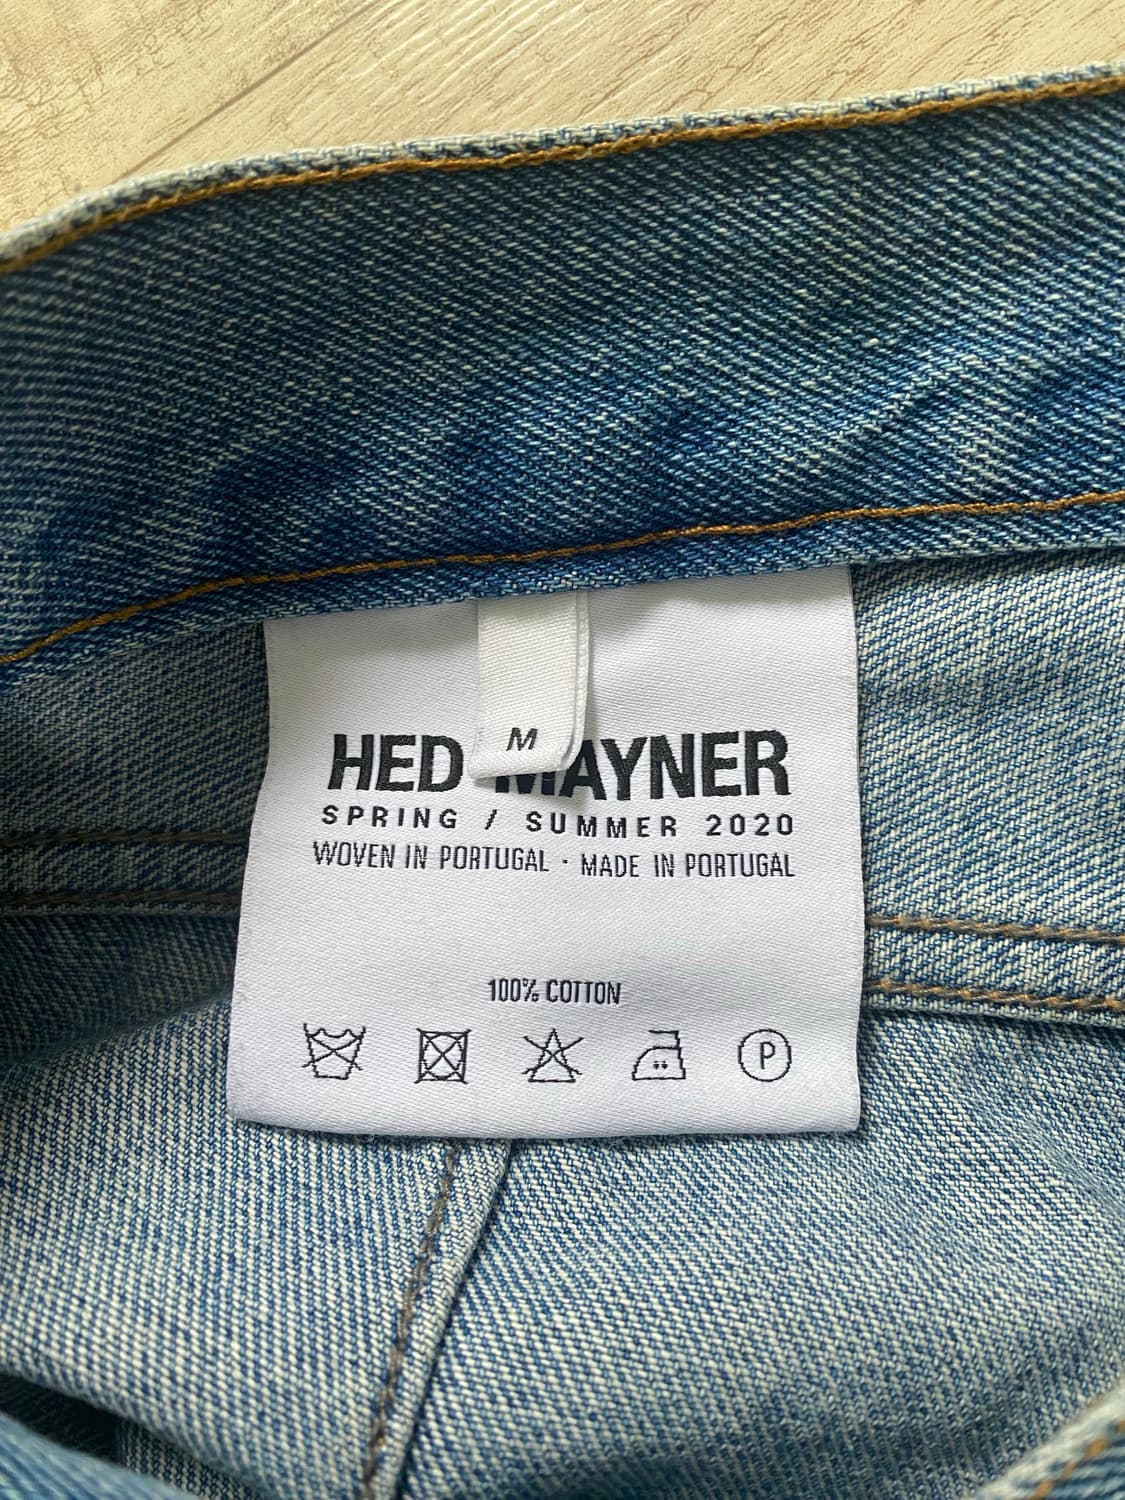 M
HED MAYNER
SPRING / SUMMER 2020
WOVEN IN PORTUGAL · MADE IN PORTUGAL
100% COTTON
P